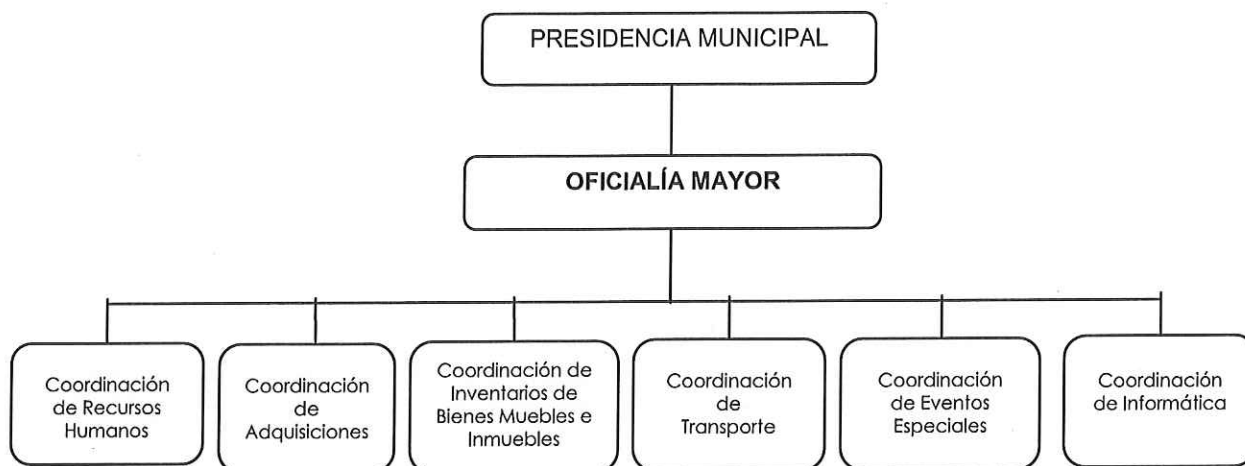 PRESIDENCIA MUNICIPAL
OFICIALÍA MAYOR
Coordinación
de Recursos
Humanos
Coordinación
de
Adquisiciones
Coordinación de
Inventarios de
Bienes Muebles e
Inmuebles
Coordinación
de
Transporte
Coordinación
de Eventos
Especiales
Coordinación
de Informática